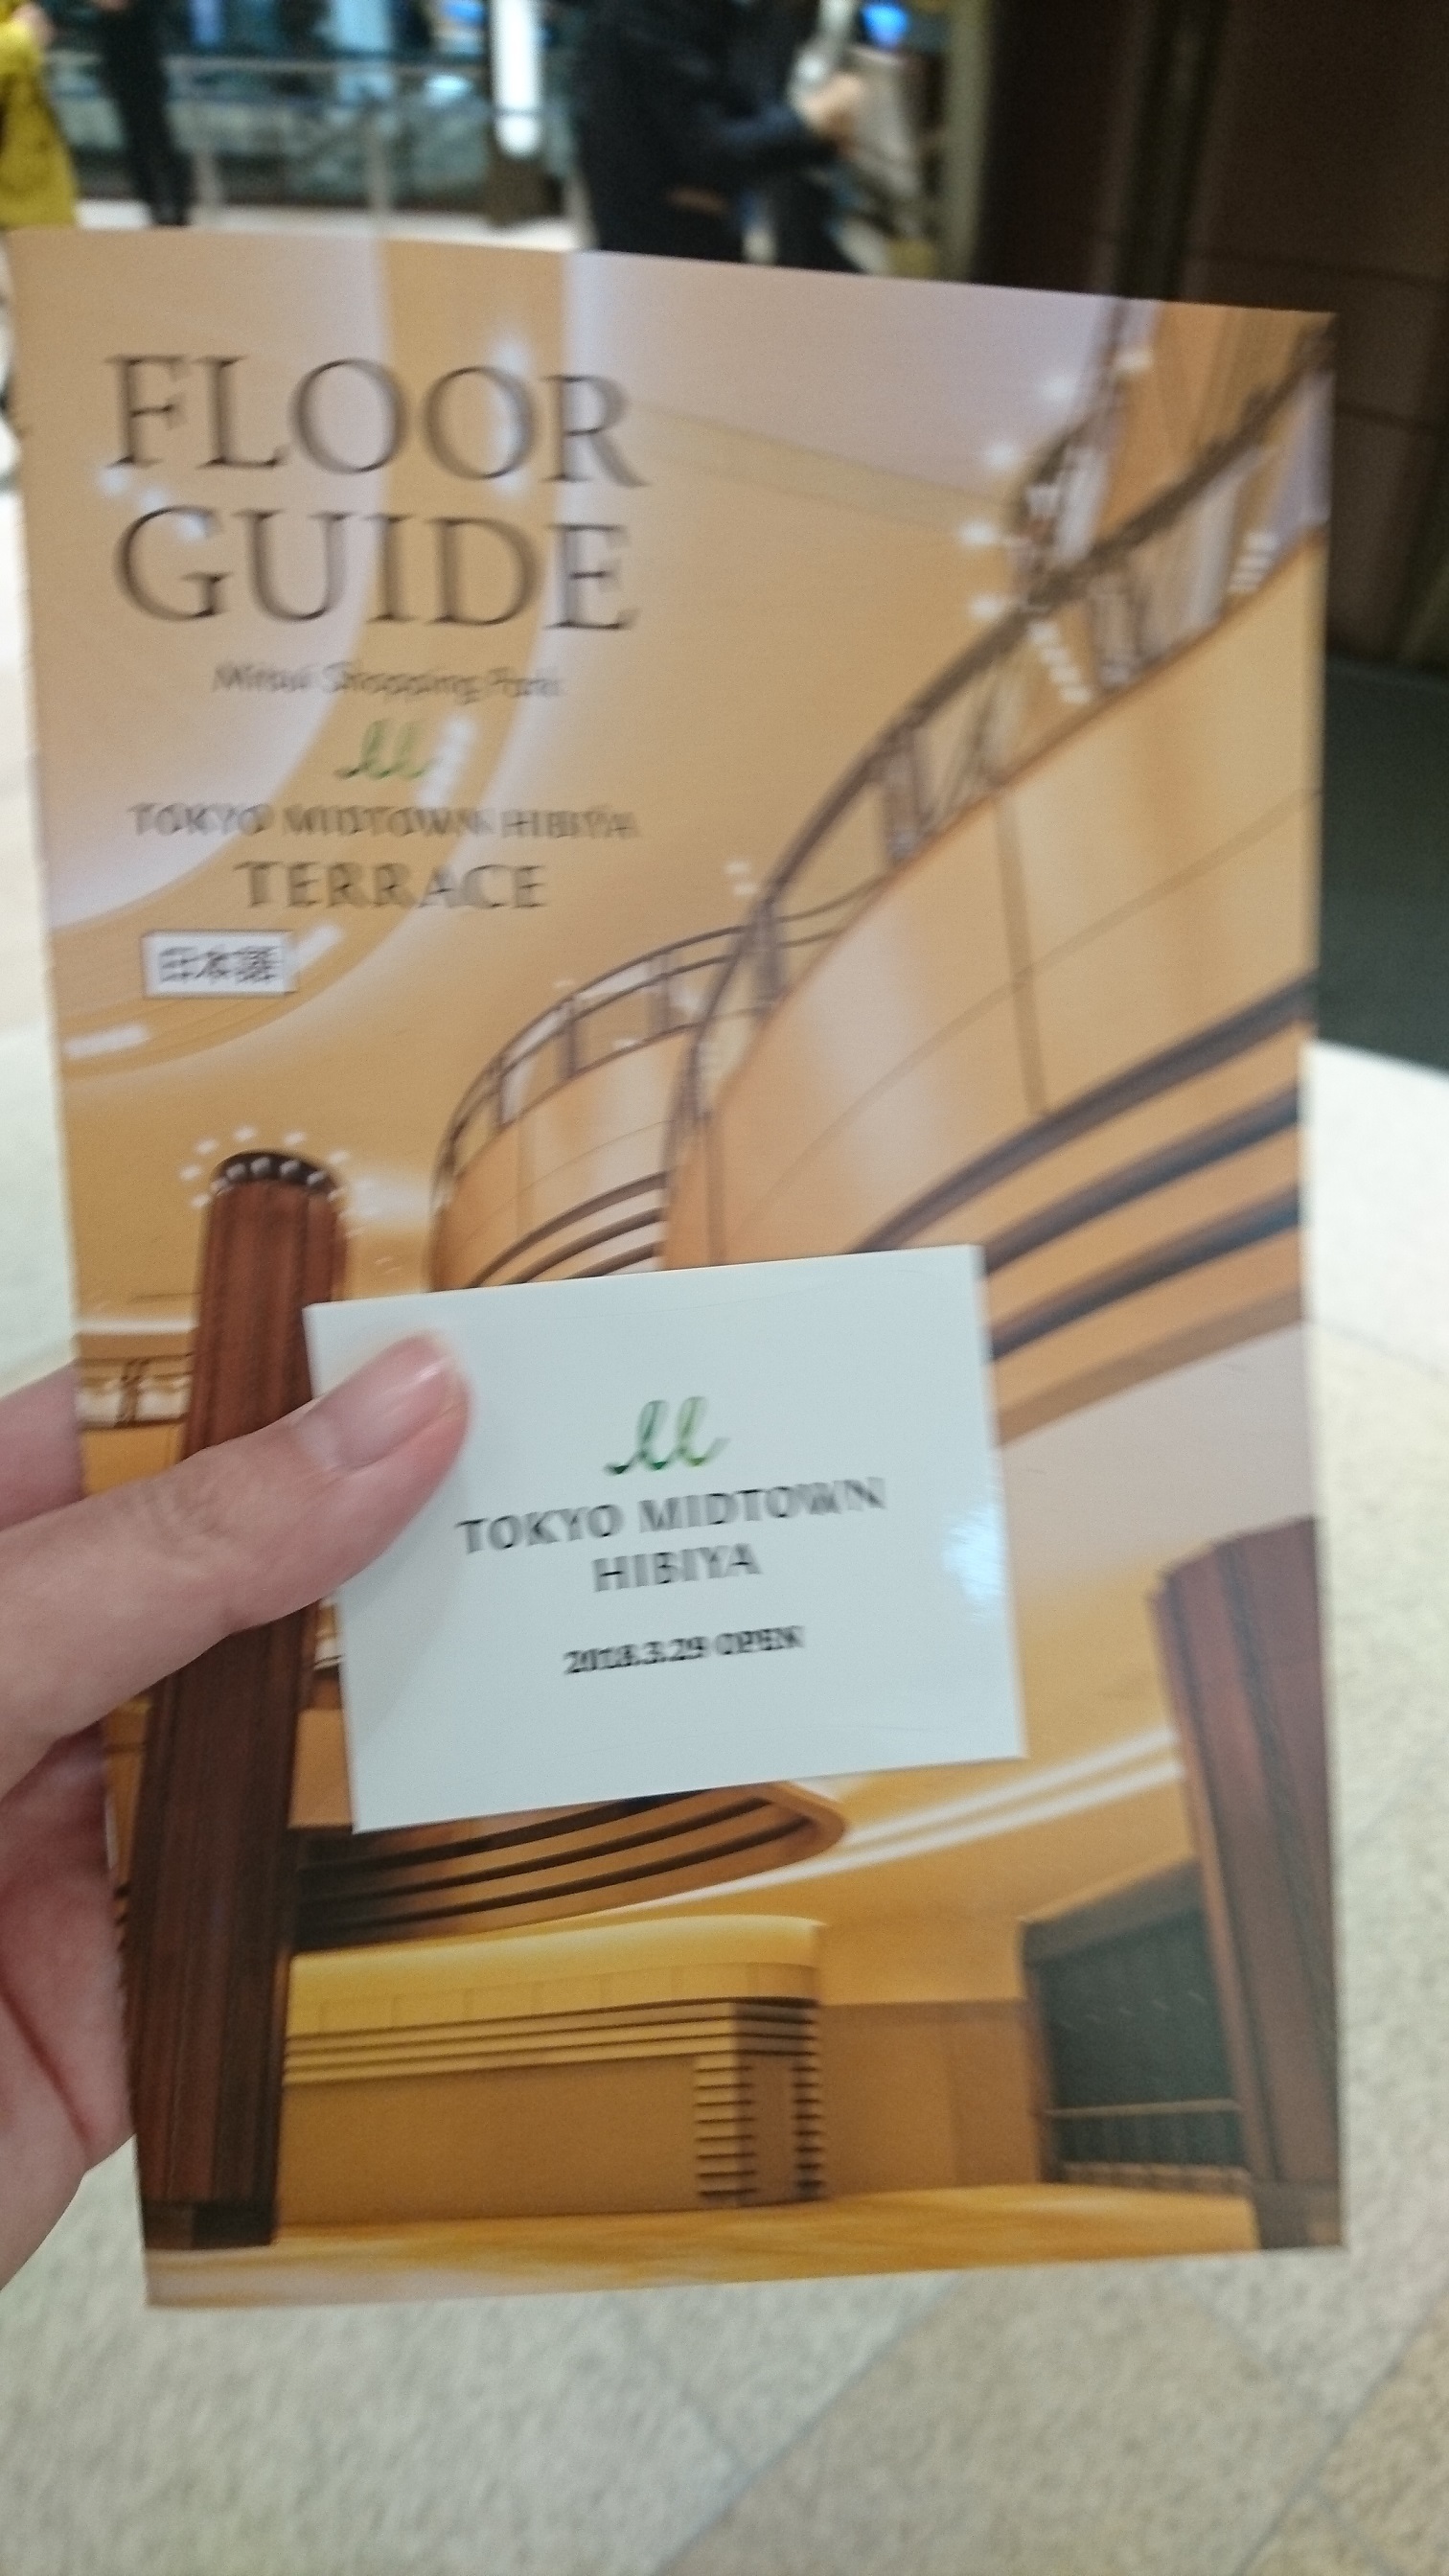 FLOOR
GUIDE
Mitsui Shopping Park
TOKYO MIDTOWN HIBIYA
TERRACE
日本語
TOKYO MIDTOWN
HIBIYA
2018.3.29 OPEN